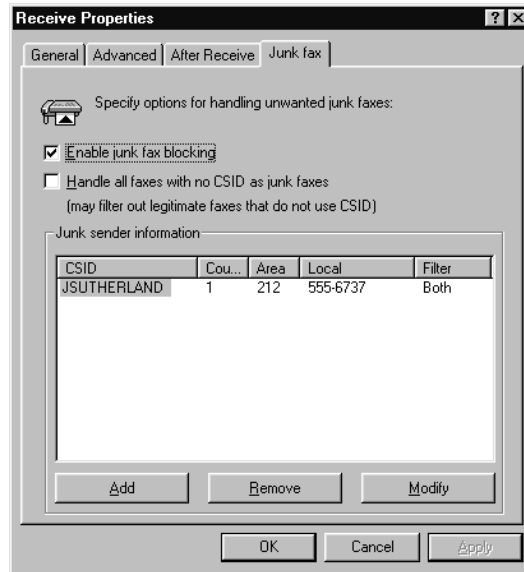 Receive Properties
General Advanced After Receive Junk fax
Specify options for handling unwanted junk faxes:
Enable junk fax blocking
Handle all faxes with no CSID as junk faxes
(may filter out legitimate faxes that do not use CSID)
Junk sender information
CSID Cou... Area Local Filter
JSUTHERLAND 1 212 555-6737 Both
Add Remove Modify
OK Cancel Apply